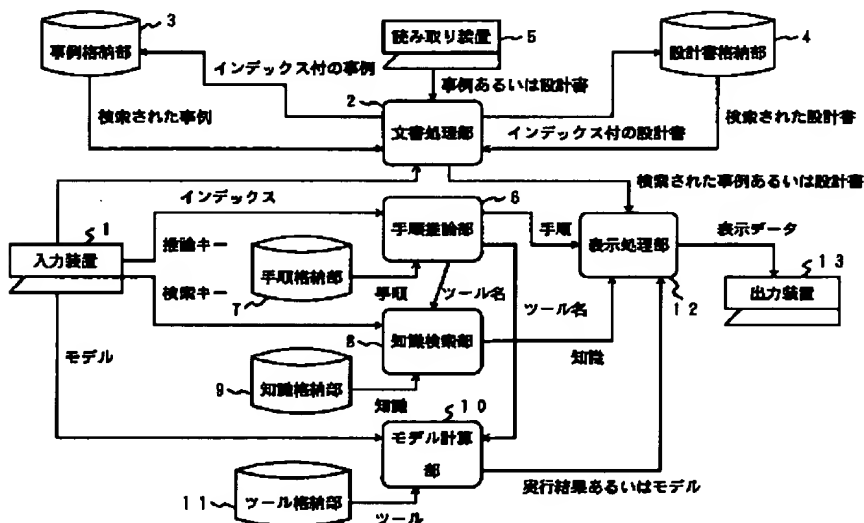 3
事例格納部
読み取り装置
5
設計書格納部
4
インデックス付の事例
事例あるいは設計書
2
検索された事例
文書処理部
インデックス付の設計書
検索された設計書
インデックス
検索された事例あるいは設計書
6
1
推論キー
手順推論部
手順
表示処理部
表示データ
入力装置
手順格納部
13
検索キー
7
手順
ツール名
ツール名
12
出力装置
モデル
8
知識検索部
知識
9
知識格納部
知識
10
モデル計算部
11
ツール格納部
ツール
実行結果あるいはモデル